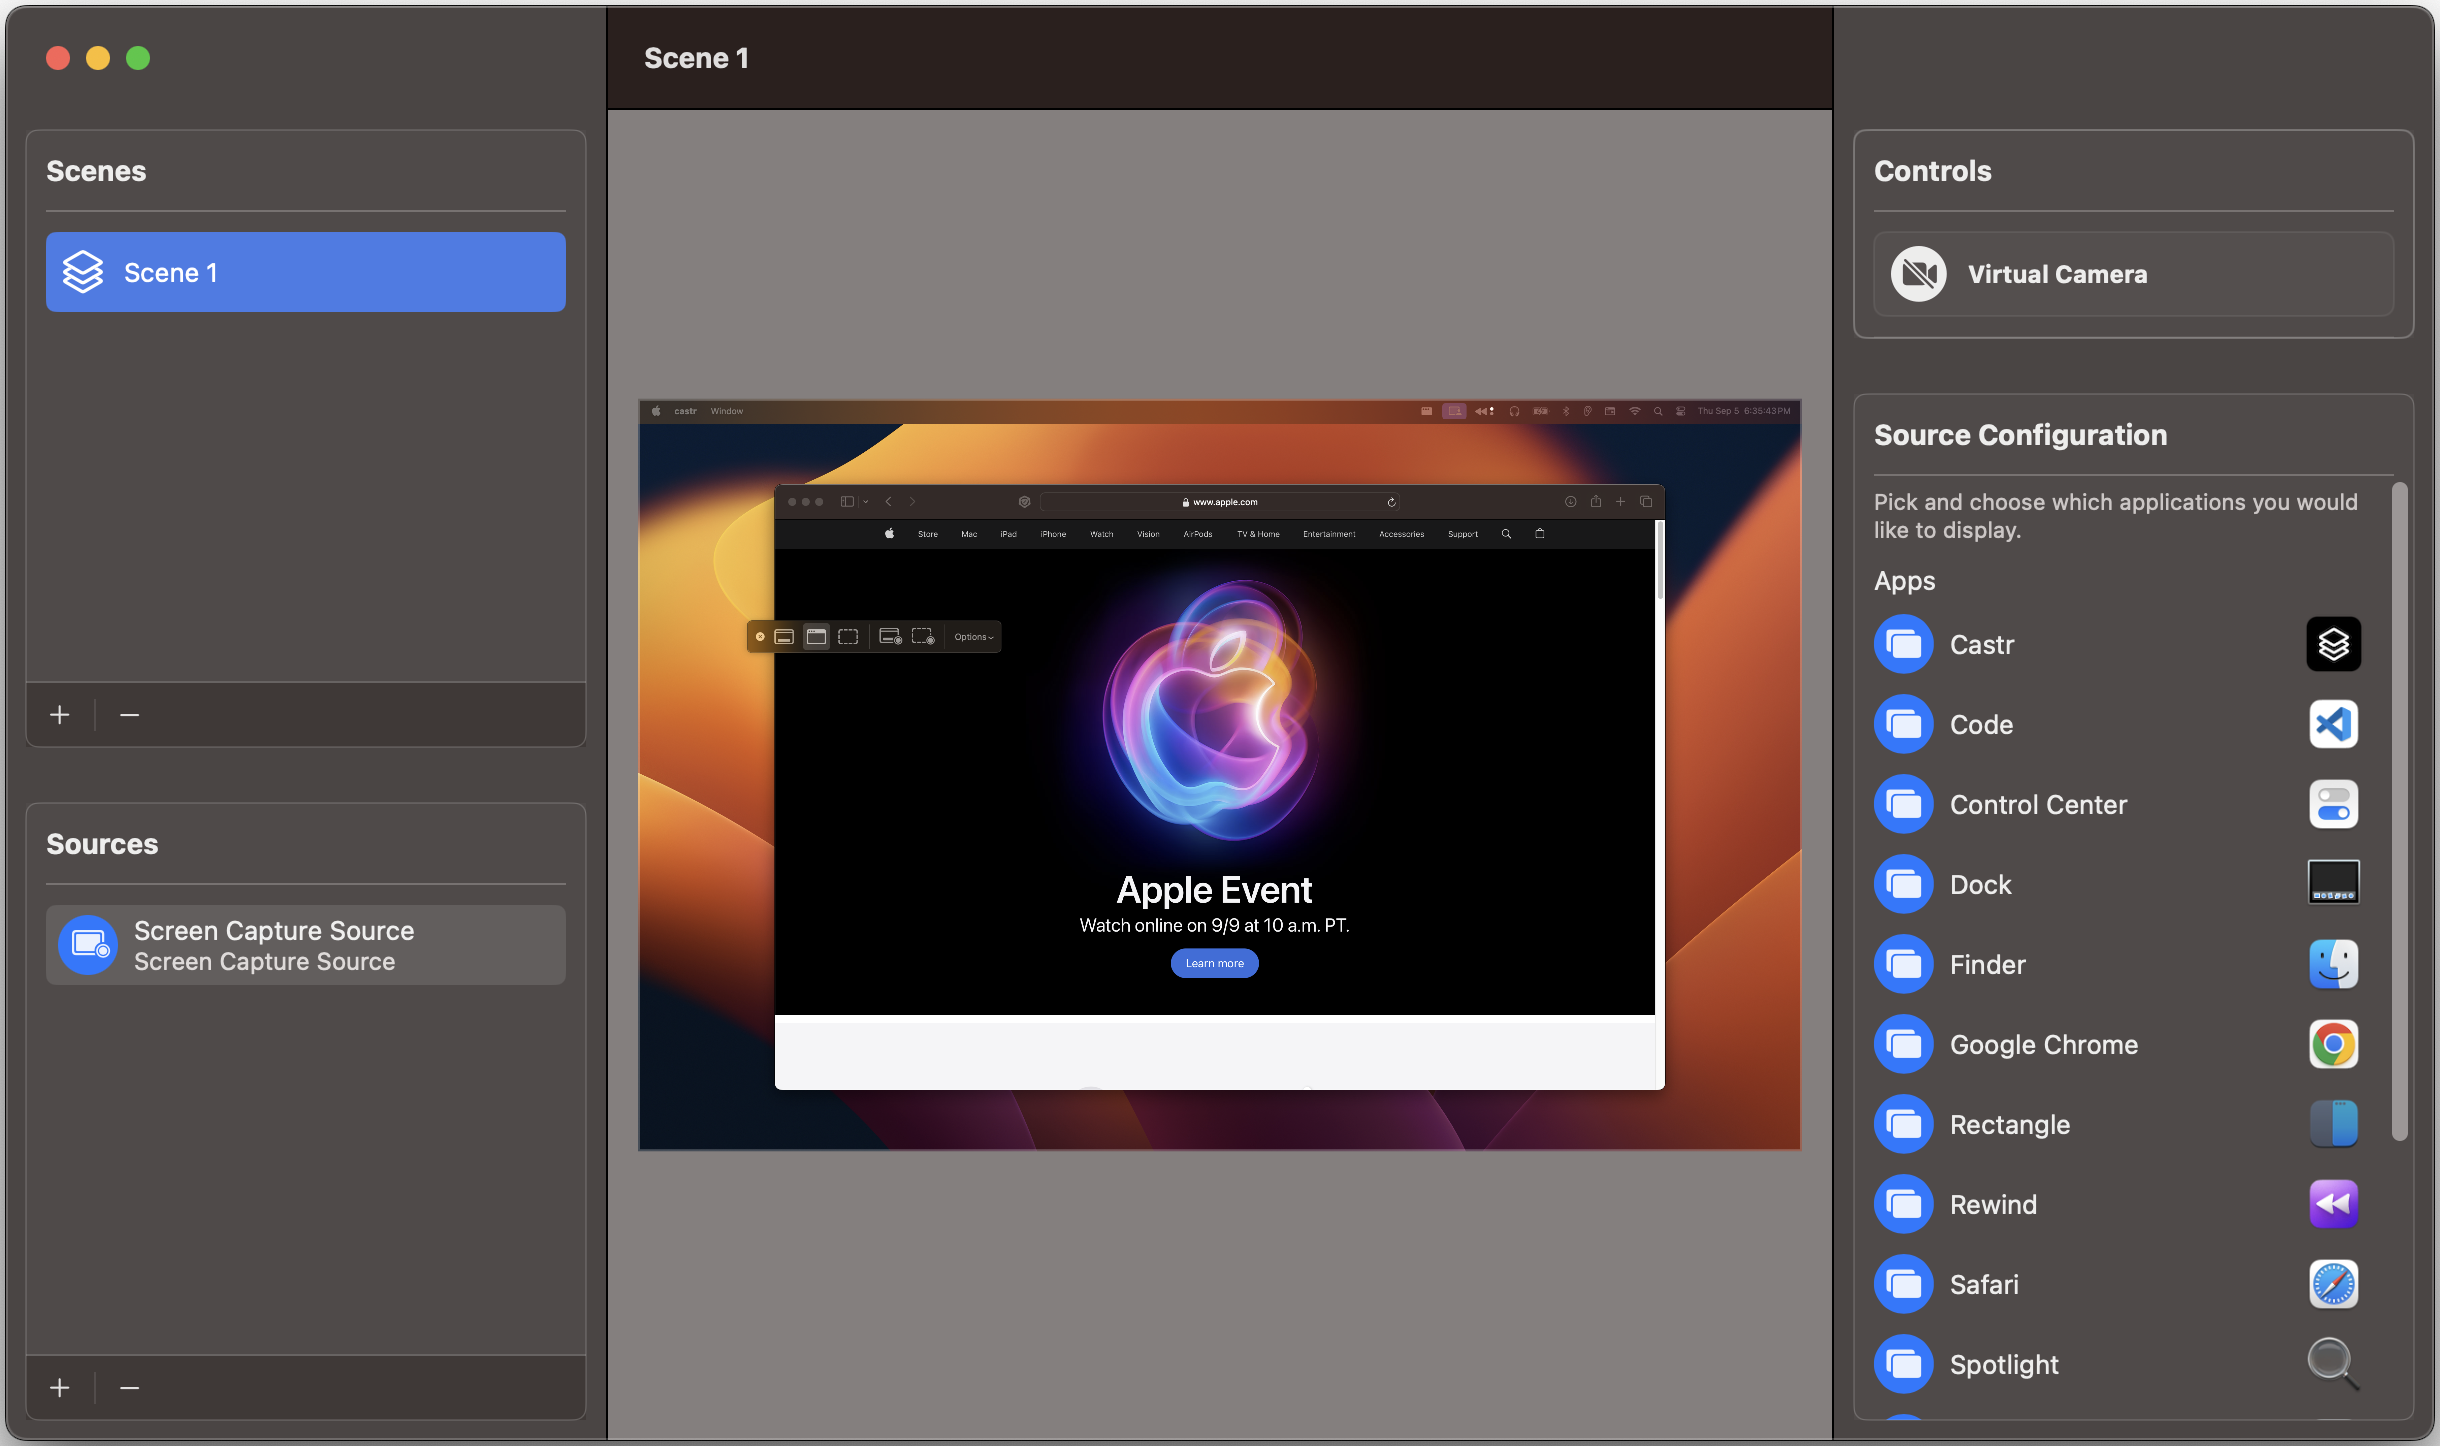 Scene 1
Scenes
Scene 1
Sources
Screen Capture Source
Screen Capture Source
castr Window
Thu Sep 5 6:35:43 PM
www.apple.com
Store Mac iPad iPhone Watch Vision AirPods TV & Home Entertainment Accessories Support
Options
Apple Event
Watch online on 9/9 at 10 a.m. PT.
Learn more
Controls
Virtual Camera
Source Configuration
Pick and choose which applications you would
like to display.
Apps
Castr
Code
Control Center
Dock
Finder
Google Chrome
Rectangle
Rewind
Safari
Spotlight